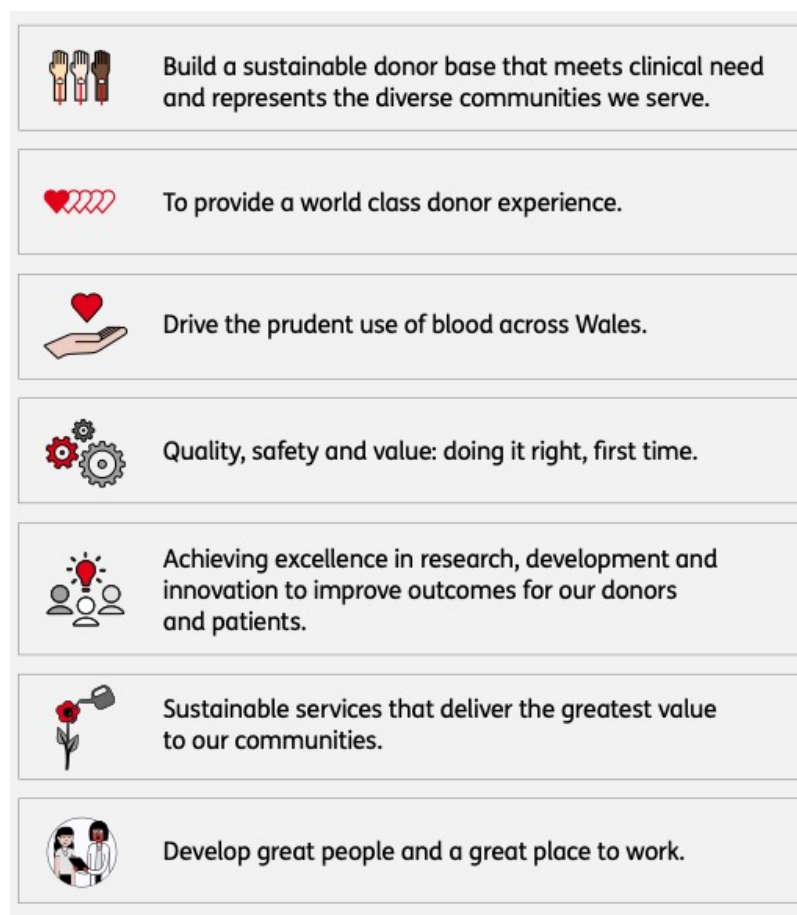 Build a sustainable donor base that meets clinical need
and represents the diverse communities we serve.
To provide a world class donor experience.
Drive the prudent use of blood across Wales.
Quality, safety and value: doing it right, first time.
Achieving excellence in research, development and
innovation to improve outcomes for our donors
and patients.
Sustainable services that deliver the greatest value
to our communities.
Develop great people and a great place to work.